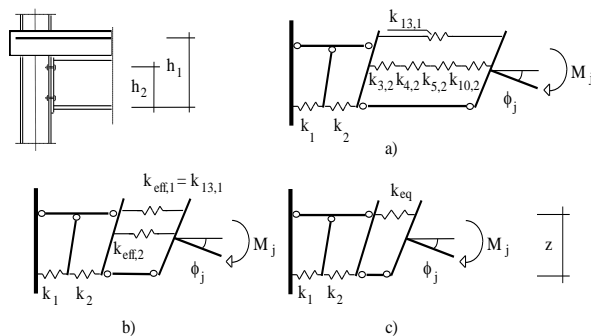 h1
h2
k13,1
k3,2 k4,2 k5,2 k10,2
k1 k2
ϕj
Mj
a)
keff,1 = k13,1
keff,2
k1 k2
ϕj
Mj
b)
keq
k1 k2
ϕj
Mj
z
c)